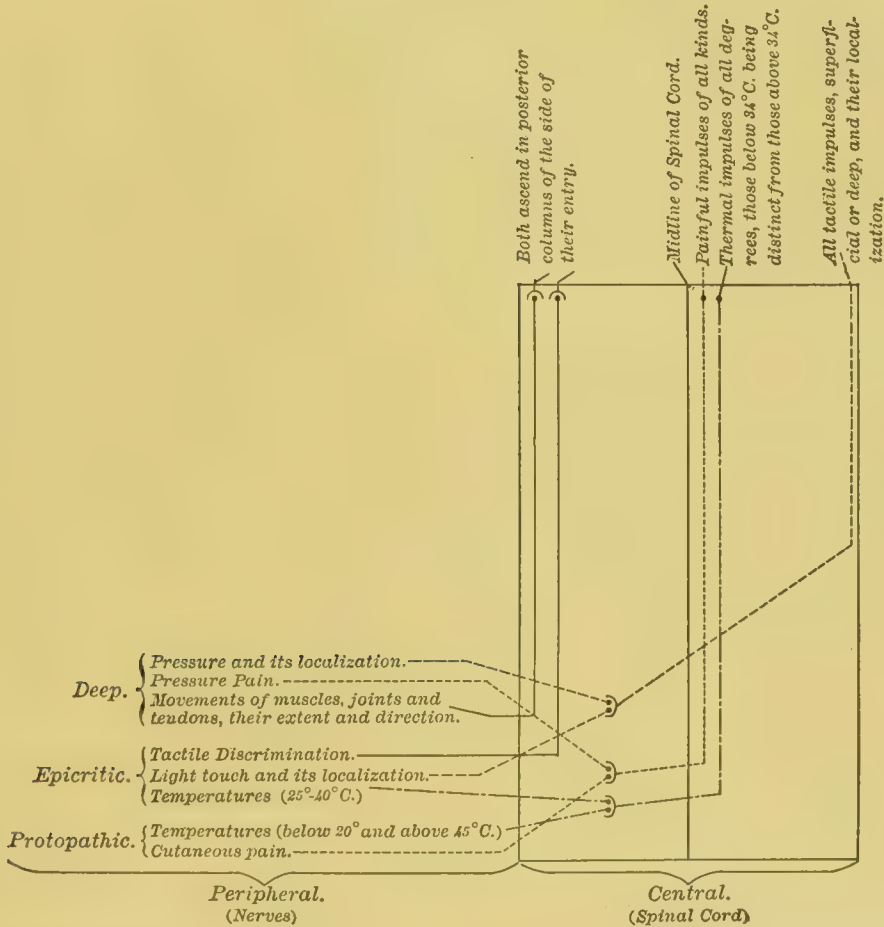 Both ascend in posterior
columns of the side of
their entry.
Midline of Spinal Cord.
Painful impulses of all kinds.
Thermal impulses of all deg-
rees, those below 34°C. being
distinct from those above 34°C.
All tactile impulses, superfi-
cial or deep, and their local-
ization.
Deep.
Pressure and its localization.
Pressure Pain.
Movements of muscles, joints and
tendons, their extent and direction.
Epicritic.
Tactile Discrimination.
Light touch and its localization.
Temperatures (25°-40°C.)
Protopathic.
Temperatures (below 20° and above 45°C.)
Cutaneous pain.
Peripheral.
(Nerves)
Central.
(Spinal Cord)